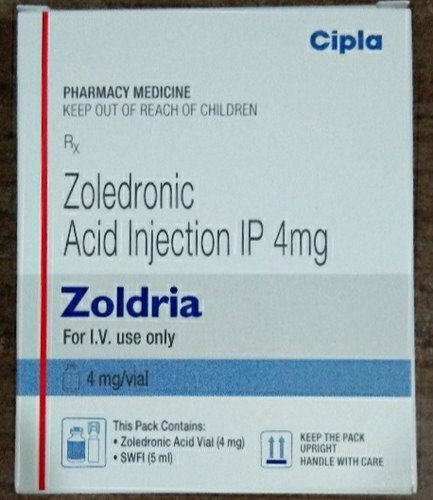 Cipla
PHARMACY MEDICINE
KEEP OUT OF REACH OF CHILDREN
Rx
Zoledronic
Acid Injection IP 4mg
Zoldria
For I.V. use only
4 mg/vial
This Pack Contains:
• Zoledronic Acid Vial (4 mg)
• SWFI (5 ml)
KEEP THE PACK
UPRIGHT
HANDLE WITH CARE